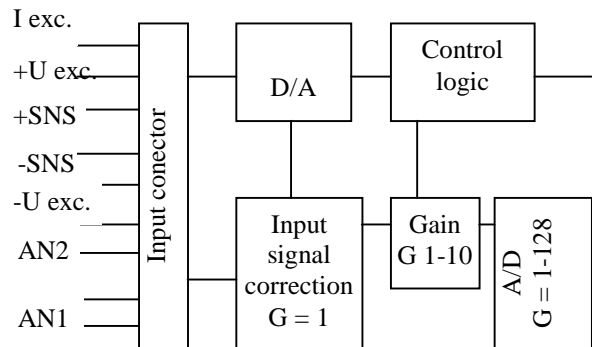 I exc.
+U exc.
+SNS
-SNS
-U exc.
AN2
AN1
Input conector
D/A
Control
logic
Input
signal
correction
G = 1
Gain
G 1-10
A/D
G = 1-128